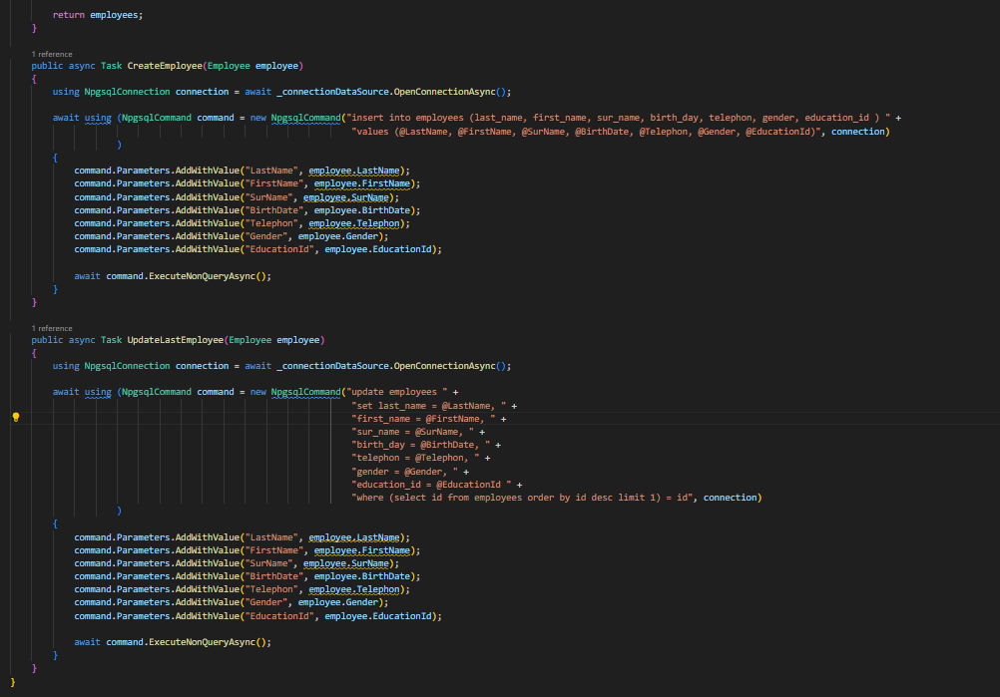 return employees;
}
1 reference
public async Task CreateEmployee(Employee employee)
{
using NpgsqlConnection connection = await _connectionDataSource.OpenConnectionAsync();
await using (NpgsqlCommand command = new NpgsqlCommand("insert into employees (last_name, first_name, sur_name, birth_day, telephon, gender, education_id ) " +
"values (@LastName, @FirstName, @SurName, @BirthDate, @Telephon, @Gender, @EducationId)", connection)
)
{
command.Parameters.AddWithValue("LastName", employee.LastName);
command.Parameters.AddWithValue("FirstName", employee.FirstName);
command.Parameters.AddWithValue("SurName", employee.SurName);
command.Parameters.AddWithValue("BirthDate", employee.BirthDate);
command.Parameters.AddWithValue("Telephon", employee.Telephon);
command.Parameters.AddWithValue("Gender", employee.Gender);
command.Parameters.AddWithValue("EducationId", employee.EducationId);
await command.ExecuteNonQueryAsync();
}
}
1 reference
public async Task UpdateLastEmployee(Employee employee)
{
using NpgsqlConnection connection = await _connectionDataSource.OpenConnectionAsync();
await using (NpgsqlCommand command = new NpgsqlCommand("update employees " +
"set last_name = @LastName, " +
"first_name = @FirstName, " +
"sur_name = @SurName, " +
"birth_day = @BirthDate, " +
"telephon = @Telephon, " +
"gender = @Gender, " +
"education_id = @EducationId " +
"where (select id from employees order by id desc limit 1) = id", connection)
)
{
command.Parameters.AddWithValue("LastName", employee.LastName);
command.Parameters.AddWithValue("FirstName", employee.FirstName);
command.Parameters.AddWithValue("SurName", employee.SurName);
command.Parameters.AddWithValue("BirthDate", employee.BirthDate);
command.Parameters.AddWithValue("Telephon", employee.Telephon);
command.Parameters.AddWithValue("Gender", employee.Gender);
command.Parameters.AddWithValue("EducationId", employee.EducationId);
await command.ExecuteNonQueryAsync();
}
}
}